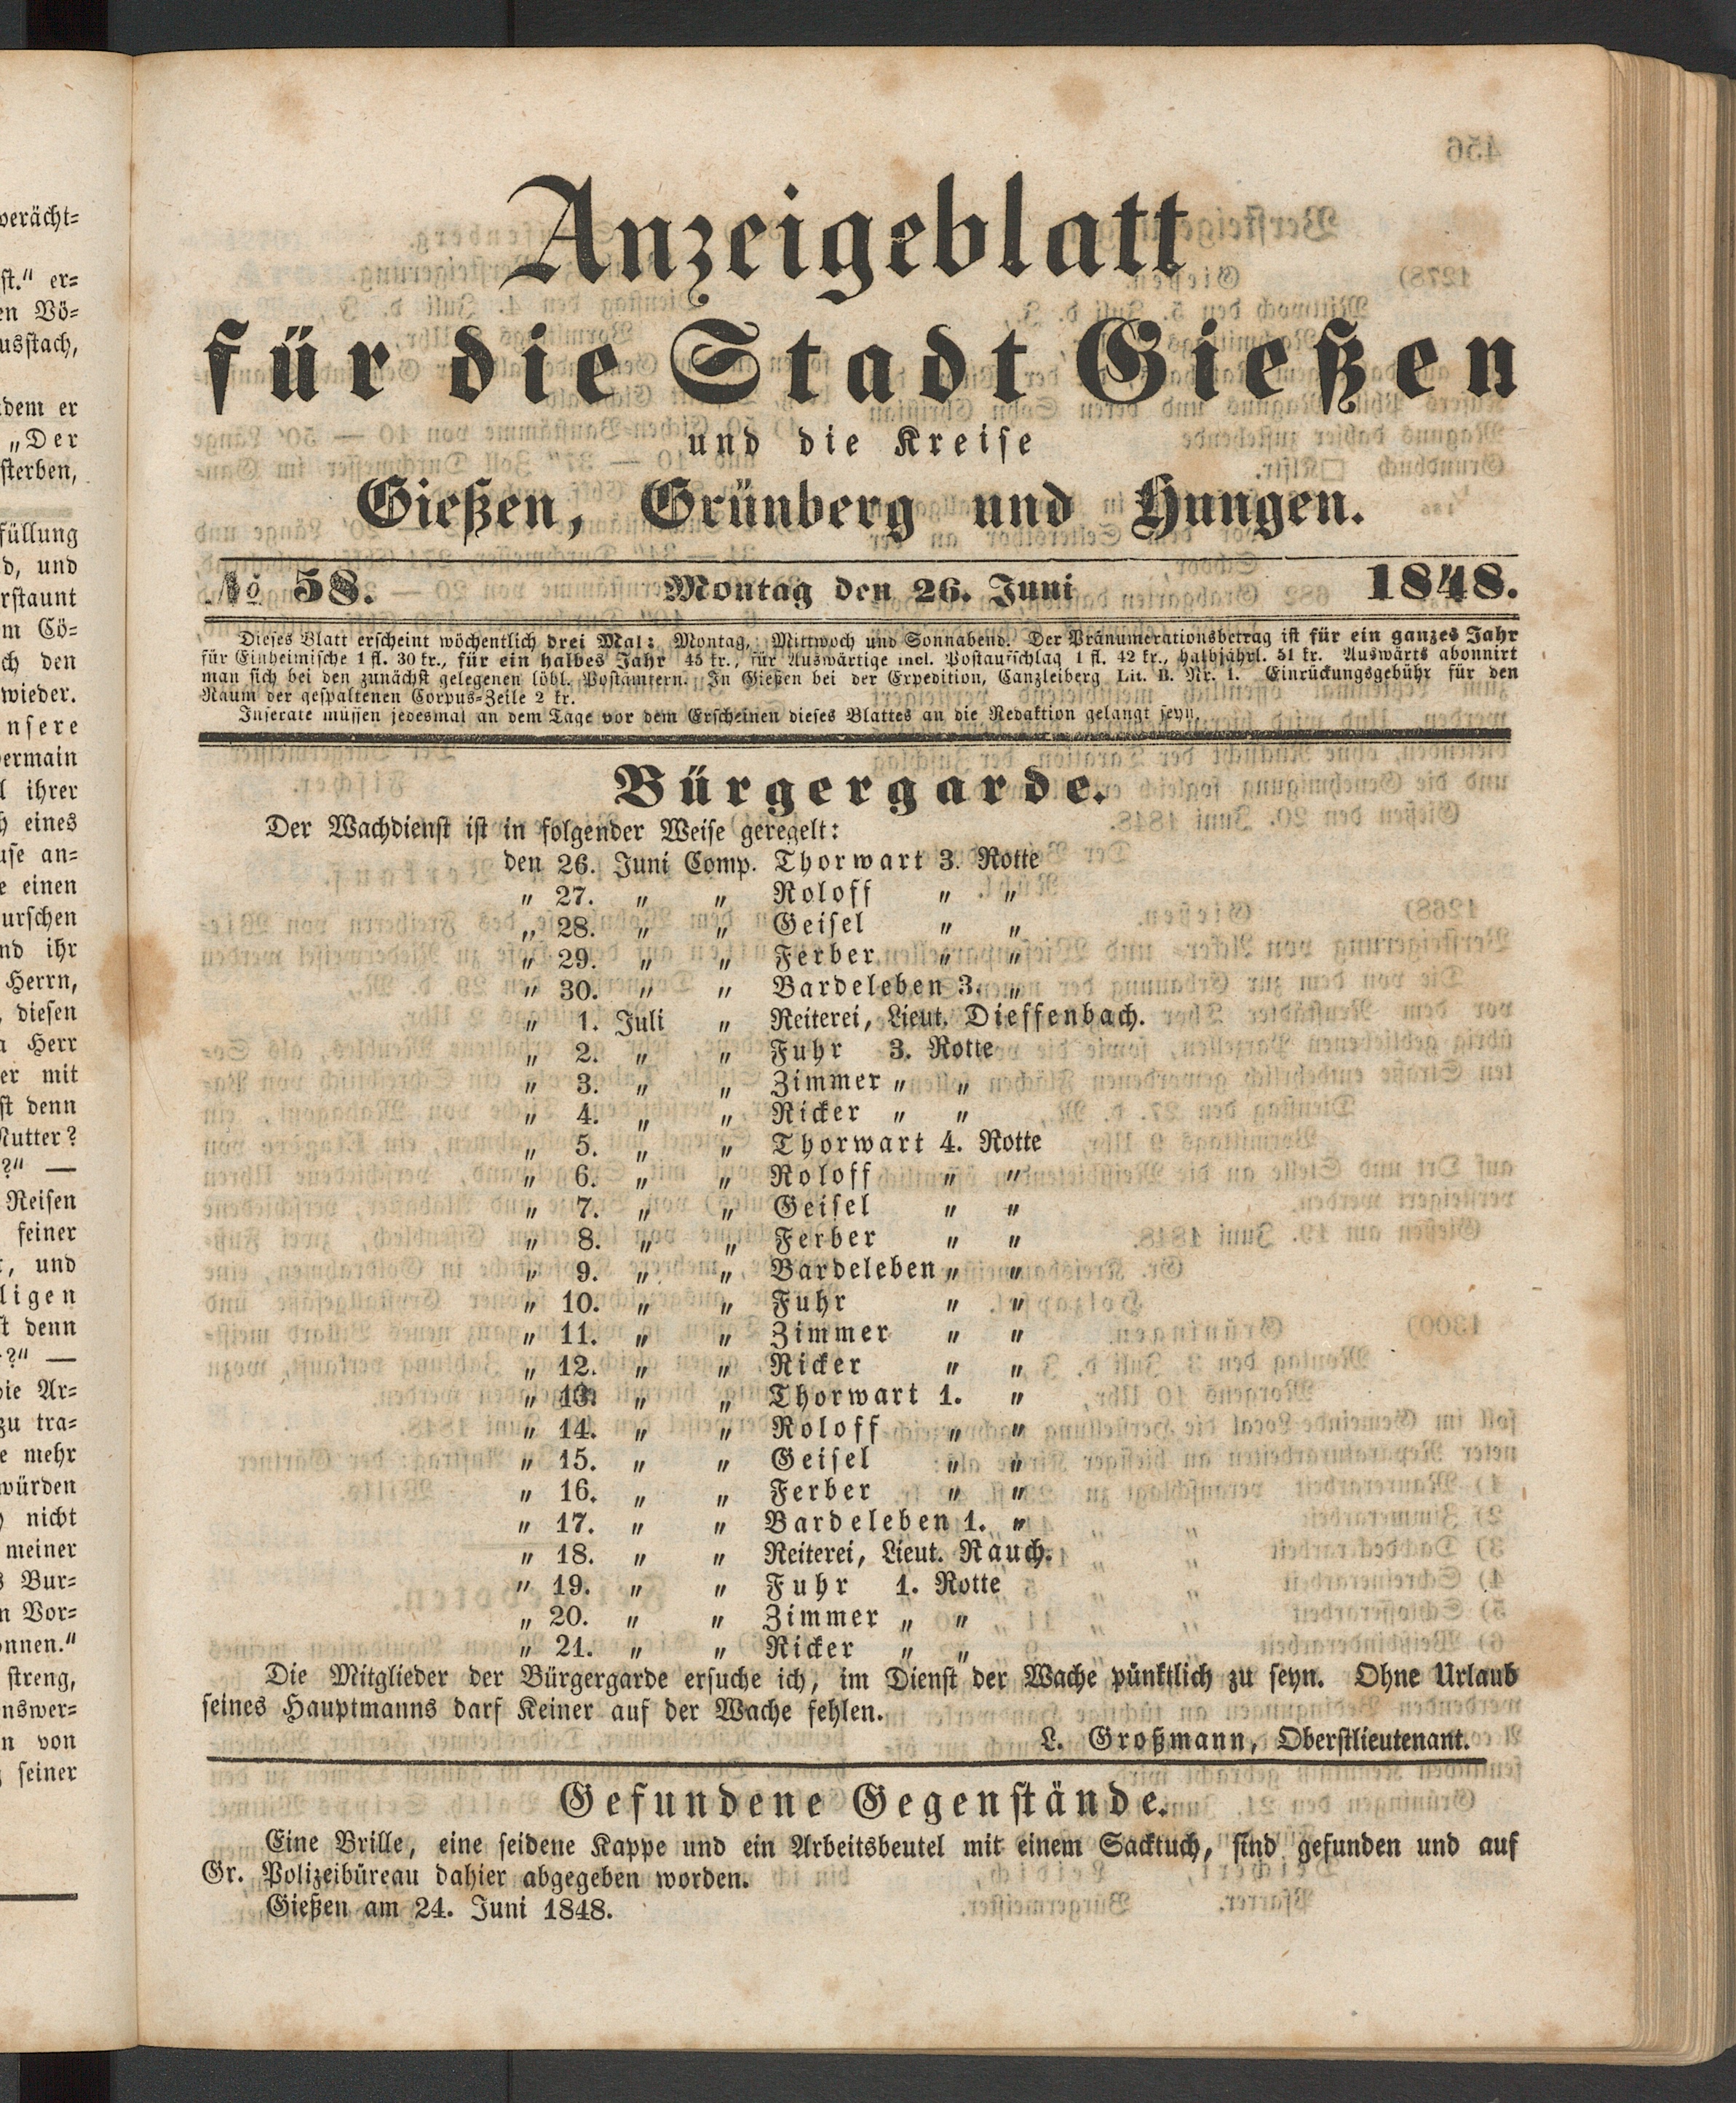 Anzeigeblatt
für die Stadt Gießen
und die Kreise
Gießen, Grünberg und Hungen.
No 58. Montag den 26. Juni 1848.
Dieses Blatt erscheint wöchentlich drei Mal: Montag, Mittwoch und Sonnabend. Der Pränumerationsbetrag ist für ein ganzes Jahr
für Einheimische 1 fl. 30 kr., für ein halbes Jahr 45 kr., für Auswärtige incl. Postaufschlag 1 fl. 42 kr., halbjährl. 51 kr. Auswärts abonnirt
man sich bei den zunächst gelegenen löbl. Postämtern. In Gießen bei der Expedition, Canzleiberg Lit. B. Nr. 1. Einrückungsgebühr für den
Raum der gespaltenen Corpus-Zeile 2 kr.
Inserate müssen jedesmal an dem Tage vor dem Erscheinen dieses Blattes an die Redaktion gelangt seyn.
Bürgergarde.
Der Wachdienst ist in folgender Weise geregelt:
den 26. Juni Comp. Thorwart 3. Rotte
„ 27. „ „ Roloff „ „
„ 28. „ „ Geisel „ „
„ 29. „ „ Ferber „ „
„ 30. „ „ Bardeleben 3. „
„ 1. Juli „ Reiterei, Lieut. Dieffenbach.
„ 2. „ „ Fuhr 3. Rotte
„ 3. „ „ Zimmer „ „
„ 4. „ „ Ricker „ „
„ 5. „ „ Thorwart 4. Rotte
„ 6. „ „ Roloff „ „
„ 7. „ „ Geisel „ „
„ 8. „ „ Ferber „ „
„ 9. „ „ Bardeleben „ „
„ 10. „ „ Fuhr „ „
„ 11. „ „ Zimmer „ „
„ 12. „ „ Ricker „ „
„ 13. „ „ Thorwart 1. „
„ 14. „ „ Roloff „ „
„ 15. „ „ Geisel „ „
„ 16. „ „ Ferber „ „
„ 17. „ „ Bardeleben 1. „
„ 18. „ „ Reiterei, Lieut. Rauch.
„ 19. „ „ Fuhr 1. Rotte
„ 20. „ „ Zimmer „ „
„ 21. „ „ Ricker „ „
Die Mitglieder der Bürgergarde ersuche ich, im Dienst der Wache pünktlich zu seyn. Ohne Urlaub
seines Hauptmanns darf Keiner auf der Wache fehlen.
L. Großmann, Oberstlieutenant.
Gefundene Gegenstände.
Eine Brille, eine seidene Kappe und ein Arbeitsbeutel mit einem Sacktuch, sind gefunden und auf
Gr. Polizeibüreau dahier abgegeben worden.
Gießen am 24. Juni 1848.